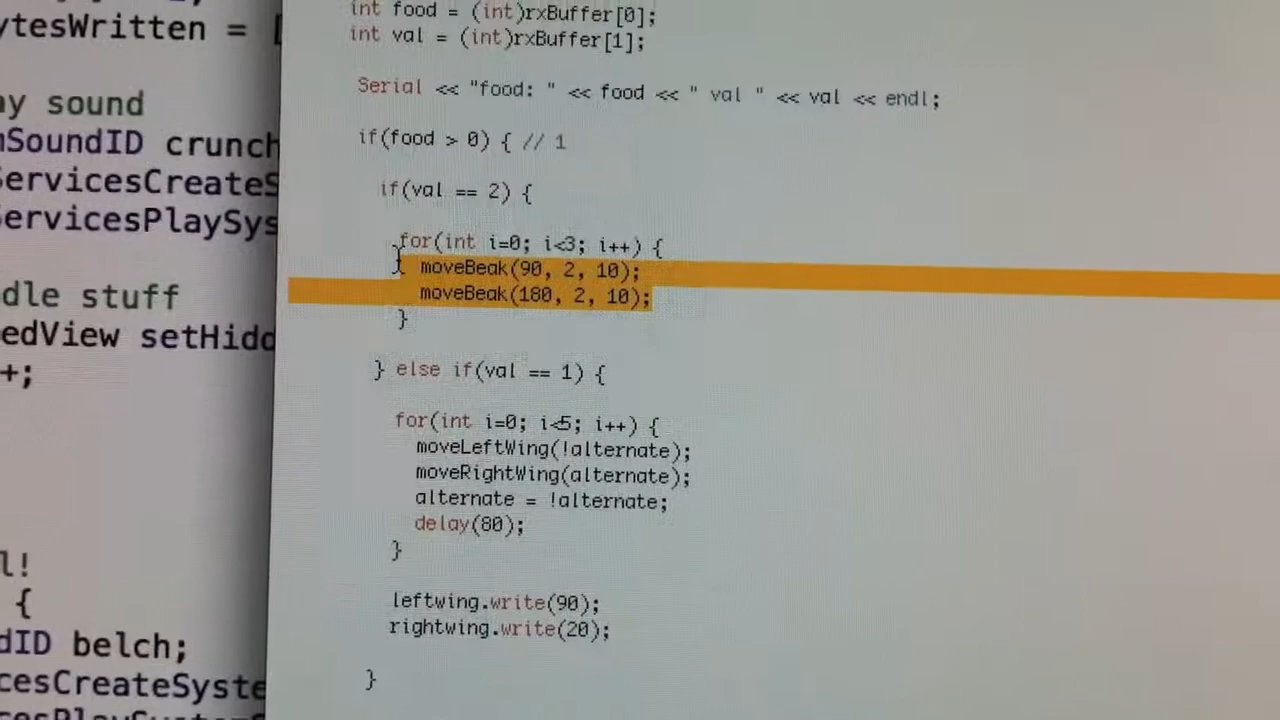 ytesWritten = [
ay sound
mSoundID crunch
ServicesCreateS
ServicesPlaySys
dle stuff
edView setHidd
+;
l!
{
dID belch;
cesCreateSyste
int food = (int)rxBuffer[0];
int val = (int)rxBuffer[1];
Serial << "food: " << food << " val " << val << endl;
if(food > 0) { // 1
if(val == 2) {
for(int i=0; i<3; i++) {
moveBeak(90, 2, 10);
moveBeak(180, 2, 10);
}
} else if(val == 1) {
for(int i=0; i<5; i++) {
moveLeftWing(!alternate);
moveRightWing(alternate);
alternate = !alternate;
delay(80);
}
leftwing.write(90);
rightwing.write(20);
}